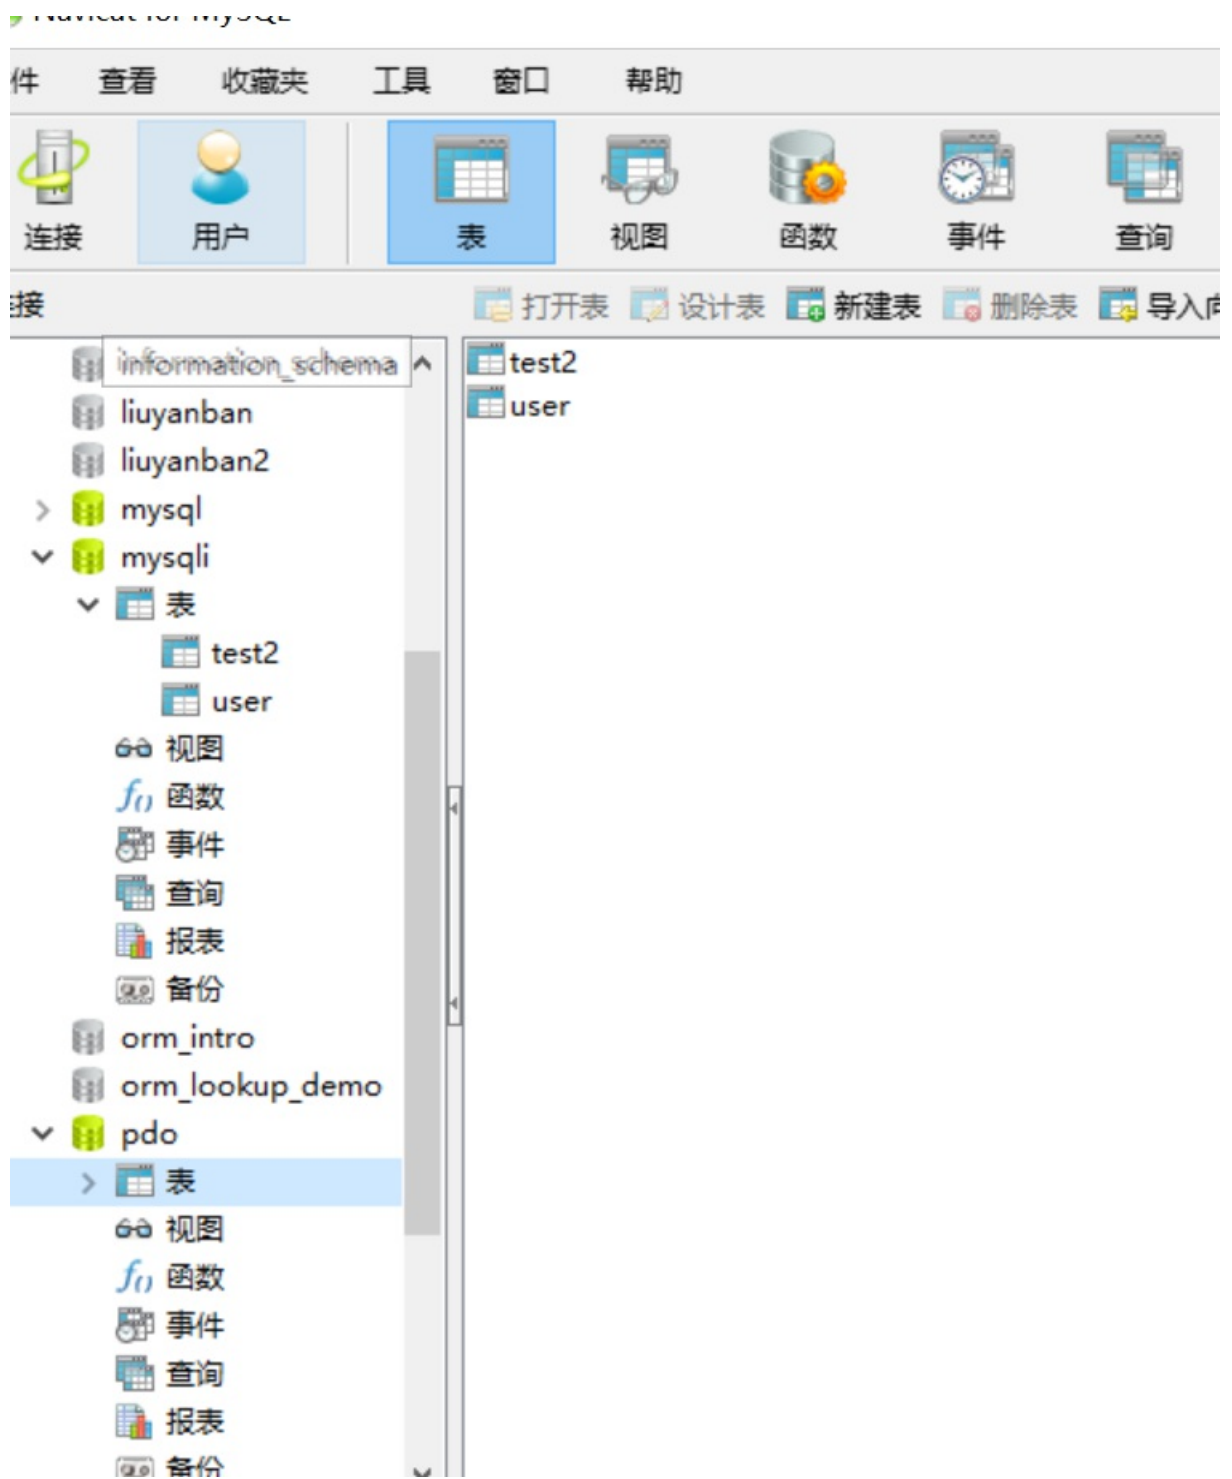 Navicat for MySQL
件 查看 收藏夹 工具 窗口 帮助
连接 用户 表 视图 函数 事件 查询
接 打开表 设计表 新建表 删除表 导入向
information_schema
test2
liuyanban
user
liuyanban2
mysql
mysqli
表
test2
user
视图
函数
事件
查询
报表
备份
orm_intro
orm_lookup_demo
pdo
表
视图
函数
事件
查询
报表
备份